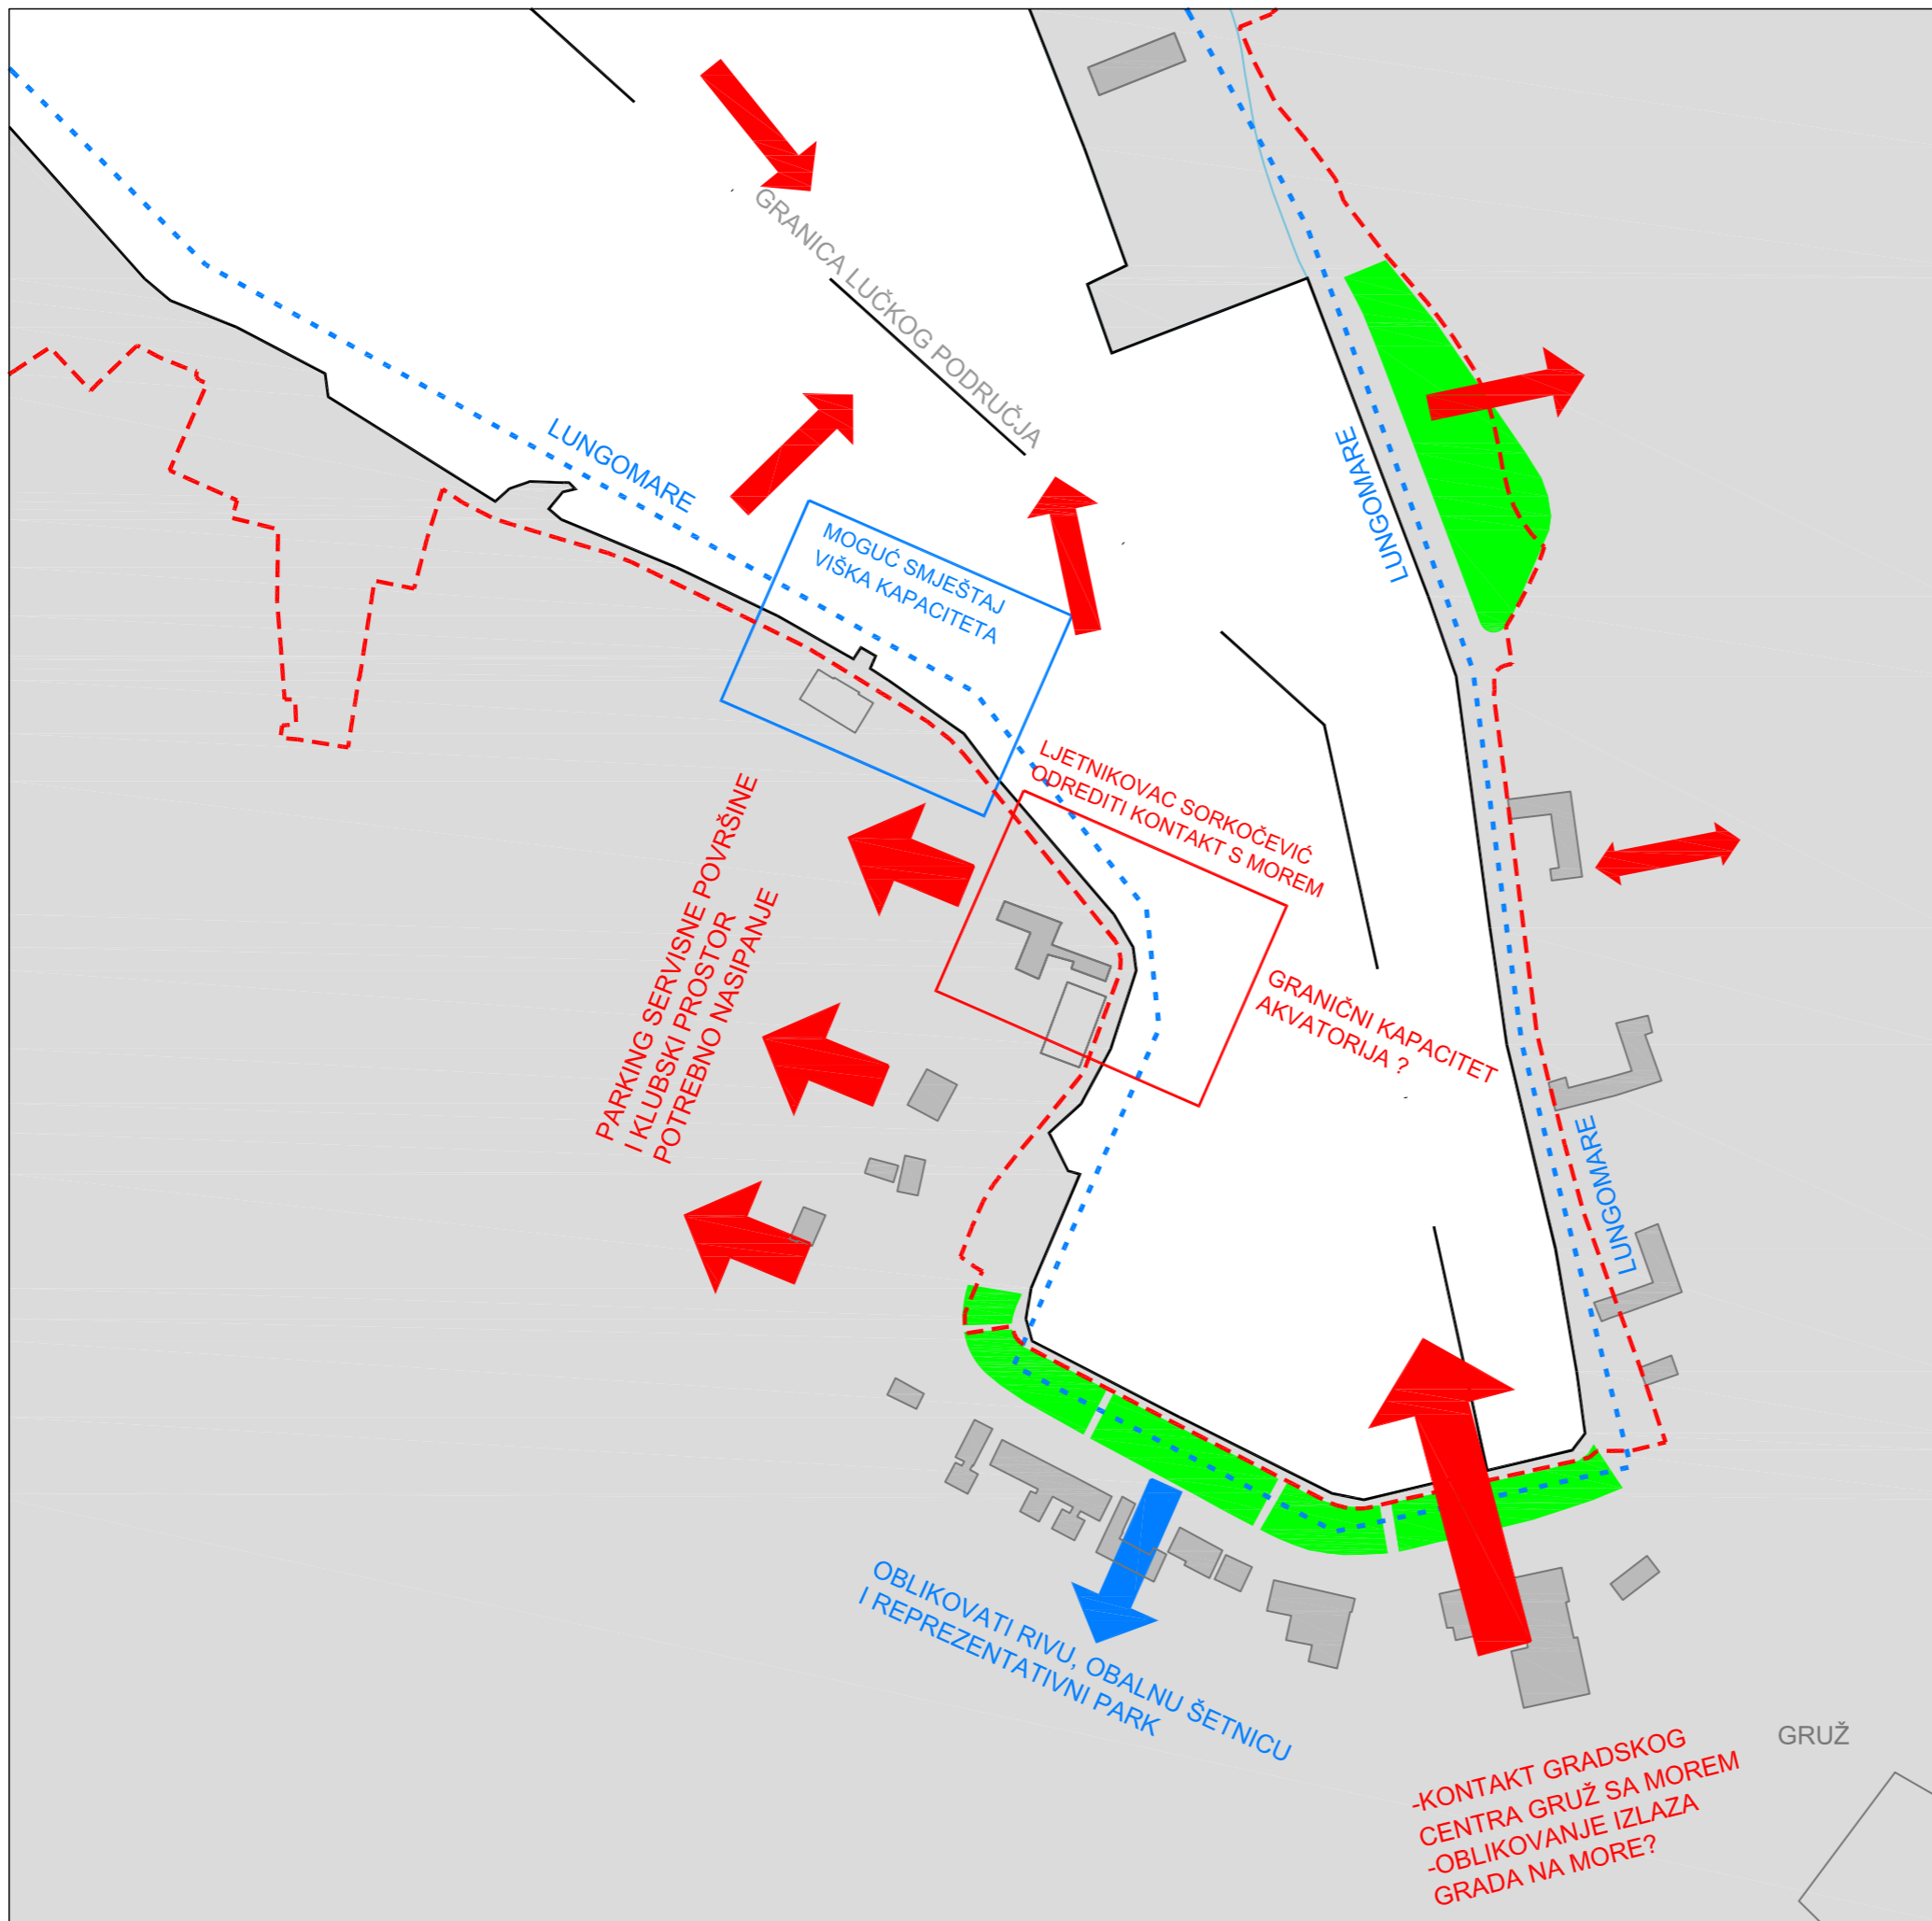 GRANICA LUČKOG PODRUČJA
LUNGOMARE
LUNGOMARE
MOGUĆ SMJEŠTAJ
VIŠKA KAPACITETA
LJETNIKOVAC SORKOČEVIĆ
ODREDITI KONTAKT S MOREM
PARKING SERVISNE POVRŠINE
I KLUBSKI PROSTOR
POTREBNO NASIPANJE
GRANIČNI KAPACITET
AKVATORIJA ?
LUNGOMARE
OBLIKOVATI RIVU, OBALNU ŠETNICU
I REPREZENTATIVNI PARK
GRUŽ
-KONTAKT GRADSKOG
CENTRA GRUŽ SA MOREM
-OBLIKOVANJE IZLAZA
GRADA NA MORE?